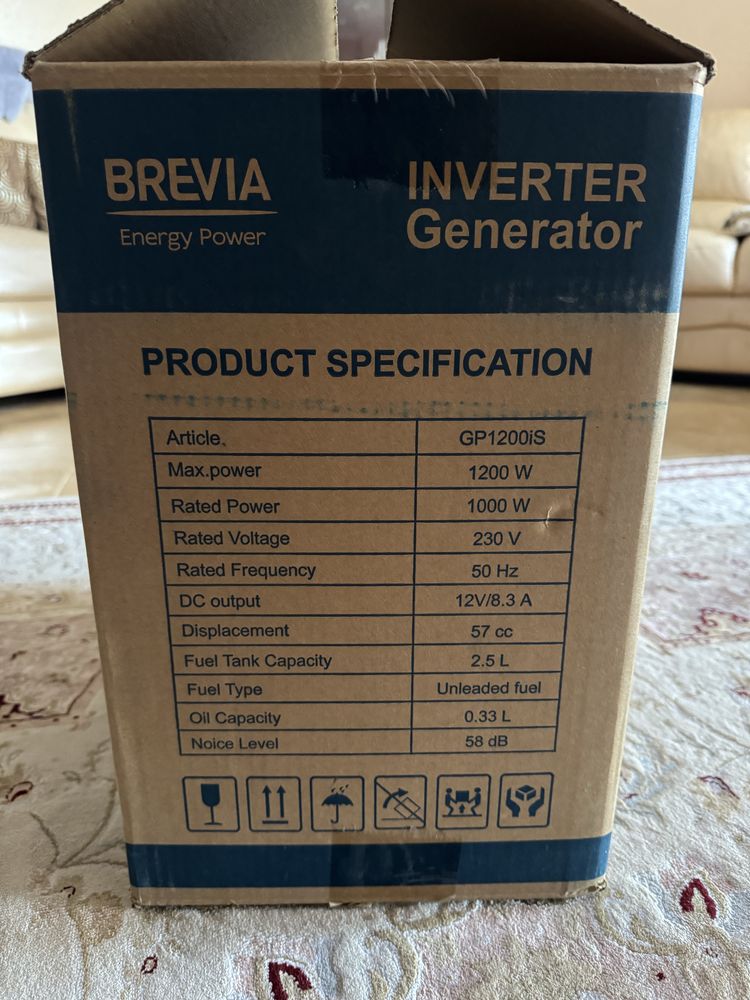 BREVIA
Energy Power
INVERTER
Generator
PRODUCT SPECIFICATION
Article. GP1200iS
Max.power 1200 W
Rated Power 1000 W
Rated Voltage 230 V
Rated Frequency 50 Hz
DC output 12V/8.3 A
Displacement 57 cc
Fuel Tank Capacity 2.5 L
Fuel Type Unleaded fuel
Oil Capacity 0.33 L
Noice Level 58 dB